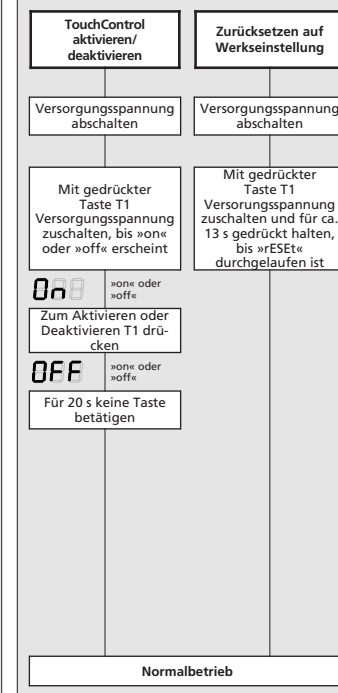 TouchControl
aktivieren/
deaktivieren
Versorgungsspannung
abschalten
Mit gedrückter
Taste T1
Versorgungsspannung
zuschalten, bis »on«
oder »off« erscheint
On
»on« oder
»off«
Zum Aktivieren oder
Deaktivieren T1 drü-
cken
OFF
»on« oder
»off«
Für 20 s keine Taste
betätigen
Zurücksetzen auf
Werkseinstellung
Versorgungsspannung
abschalten
Mit gedrückter
Taste T1
Versorungsspannung
zuschalten und für ca.
13 s gedrückt halten,
bis »rESEt«
durchgelaufen ist
Normalbetrieb